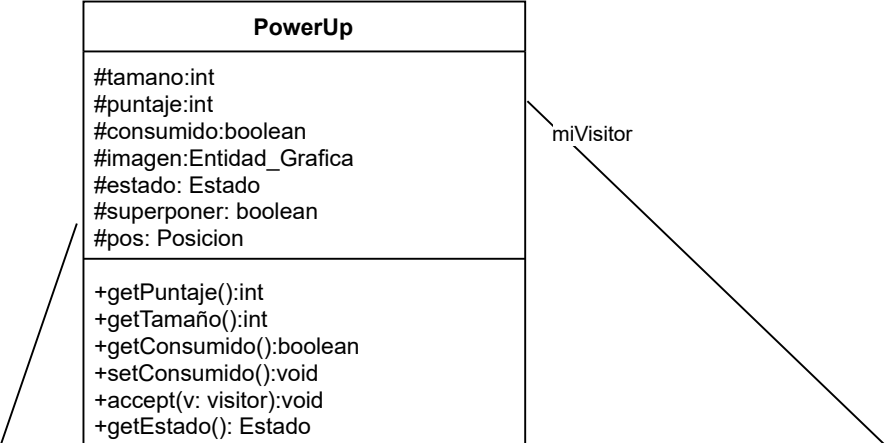 PowerUp
#tamano:int
#puntaje:int
#consumido:boolean
#imagen:Entidad_Grafica
#estado: Estado
#superponer: boolean
#pos: Posicion
miVisitor
+getPuntaje():int
+getTamaño():int
+getConsumido():boolean
+setConsumido():void
+accept(v: visitor):void
+getEstado(): Estado